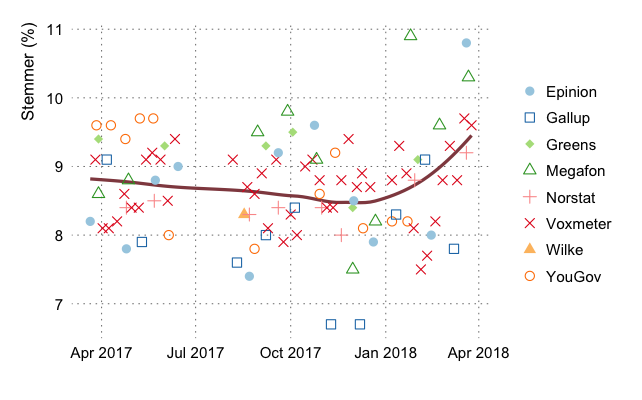 Stemmer (%)
11
10
9
8
7
Apr 2017
Jul 2017
Oct 2017
Jan 2018
Apr 2018
Epinion
Gallup
Greens
Megafon
Norstat
Voxmeter
Wilke
YouGov